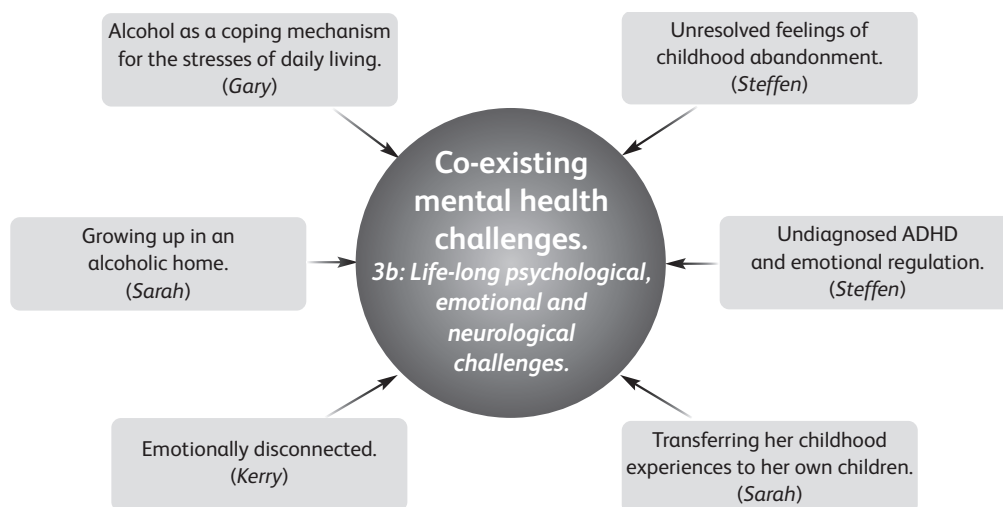 Alcohol as a coping mechanism
for the stresses of daily living.
(Gary)
Unresolved feelings of
childhood abandonment.
(Steffen)
Co-existing
mental health
challenges.
3b: Life-long psychological,
emotional and
neurological
challenges.
Growing up in an
alcoholic home.
(Sarah)
Undiagnosed ADHD
and emotional regulation.
(Steffen)
Emotionally disconnected.
(Kerry)
Transferring her childhood
experiences to her own children.
(Sarah)